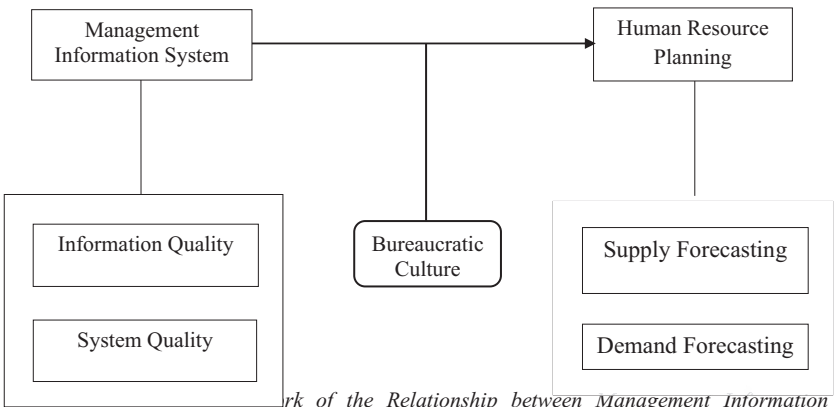 Management
Information System
Human Resource
Planning
Information Quality
System Quality
Bureaucratic
Culture
Supply Forecasting
Demand Forecasting
of the Relationship between Management Information